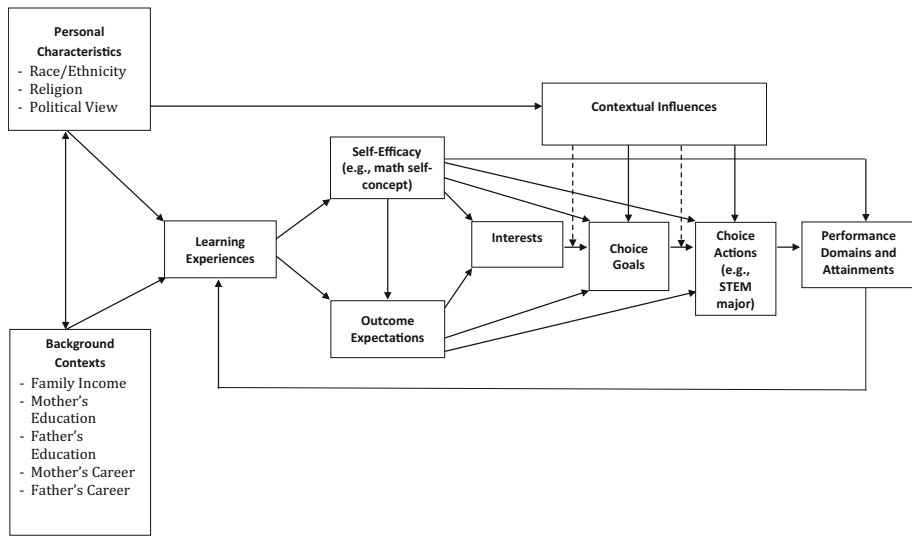 Personal
Characteristics
- Race/Ethnicity
- Religion
- Political View
Contextual Influences
Self-Efficacy
(e.g., math self-
concept)
Learning
Experiences
Interests
Choice
Goals
Choice
Actions
(e.g.,
STEM
major)
Performance
Domains and
Attainments
Outcome
Expectations
Background
Contexts
- Family Income
- Mother's
Education
- Father's
Education
- Mother's Career
- Father's Career